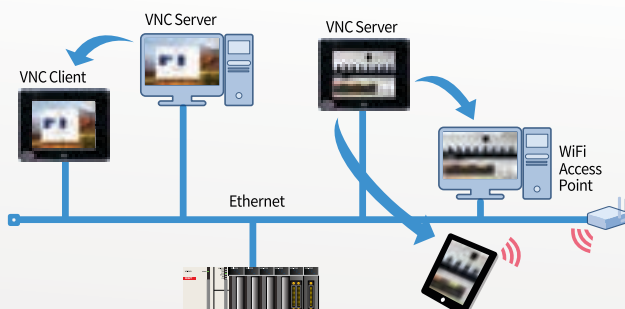 VNC Server
VNC Server
VNC Client
WiFi
Access
Point
Ethernet